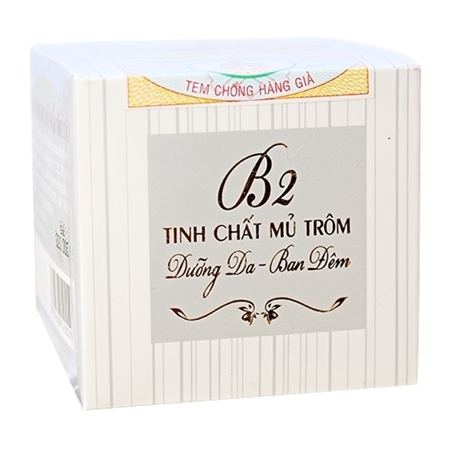 TEM CHỐNG HÀNG GIẢ
B2
TINH CHẤT MỦ TRÔM
Dưỡng Da - Ban Đêm